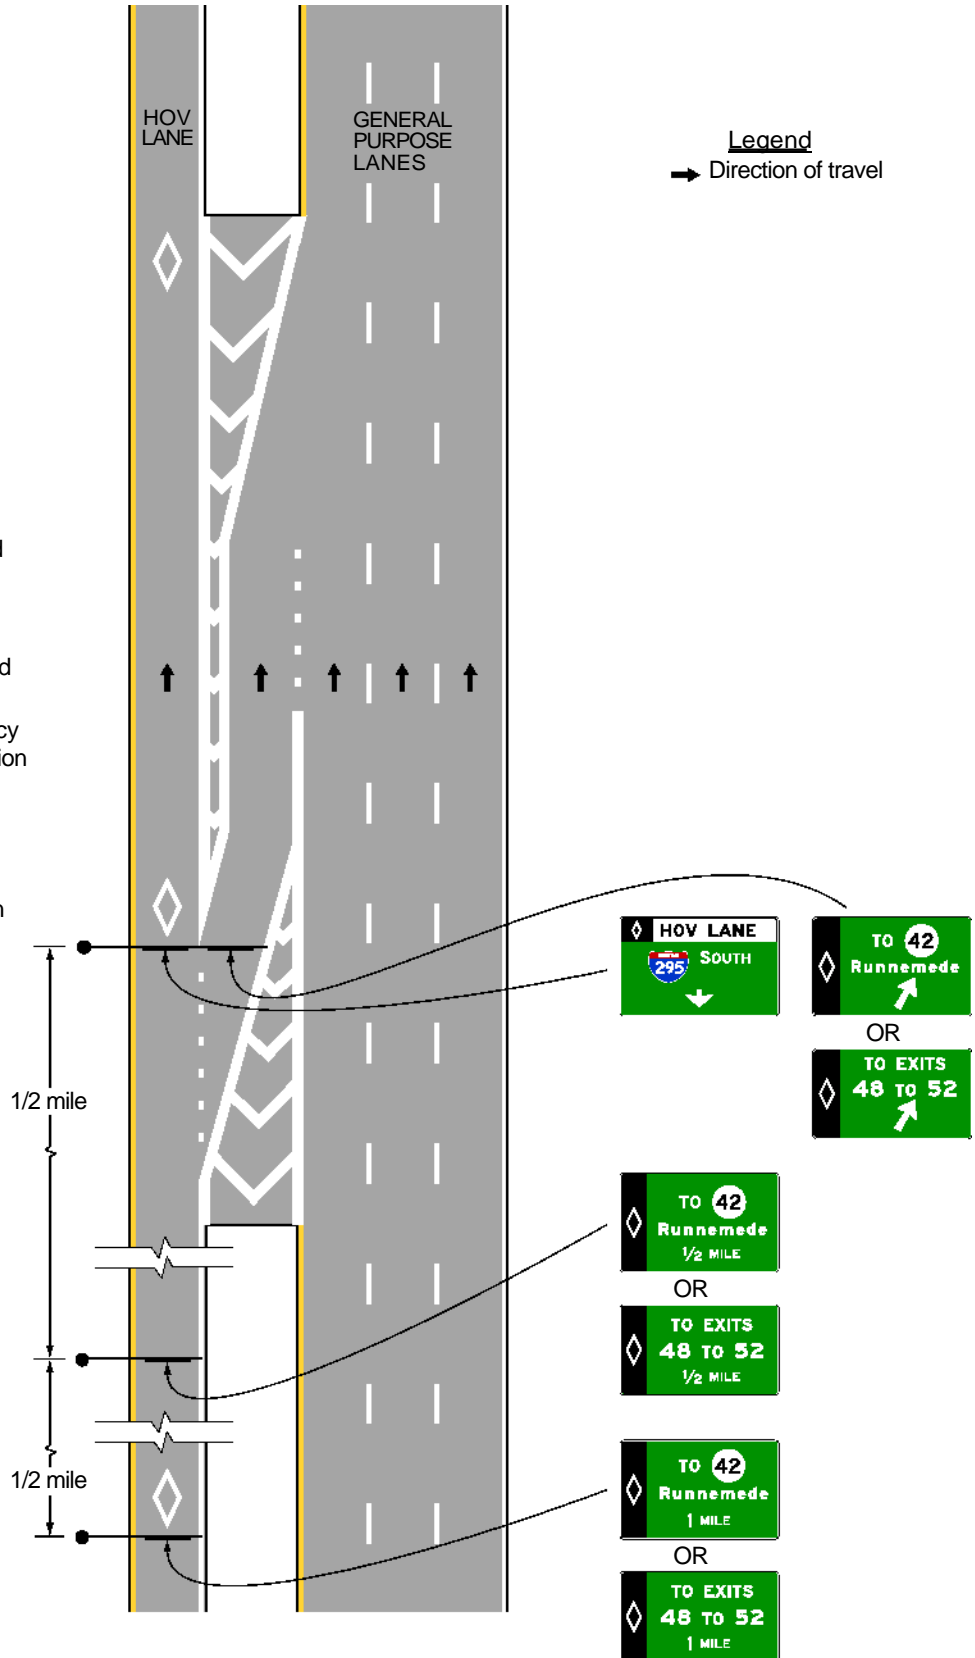 HOV
LANE
GENERAL
PURPOSE
LANES
Legend
Direction of travel
d
cy
ion
n
HOV LANE
295 SOUTH
TO 42
Runnemede
OR
TO EXITS
48 TO 52
1/2 mile
TO 42
Runnemede
1/2 MILE
OR
TO EXITS
48 TO 52
1/2 MILE
1/2 mile
TO 42
Runnemede
1 MILE
OR
TO EXITS
48 TO 52
1 MILE